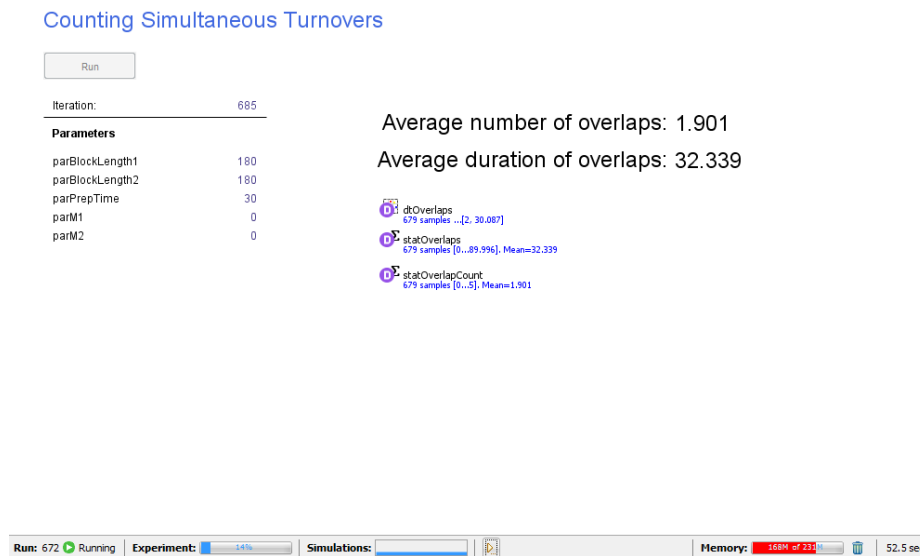 Counting Simultaneous Turnovers
Run
Iteration: 685
Parameters
parBlockLength1 180
parBlockLength2 180
parPrepTime 30
parM1 0
parM2 0
Average number of overlaps: 1.901
Average duration of overlaps: 32.339
dtOverlaps
679 samples ...[2, 30.087]
statOverlaps
679 samples [0...89.996]. Mean=32.339
statOverlapCount
679 samples [0...5]. Mean=1.901
Run: 672 Running Experiment: 14% Simulations: Memory: 168M of 231M 52.5 se